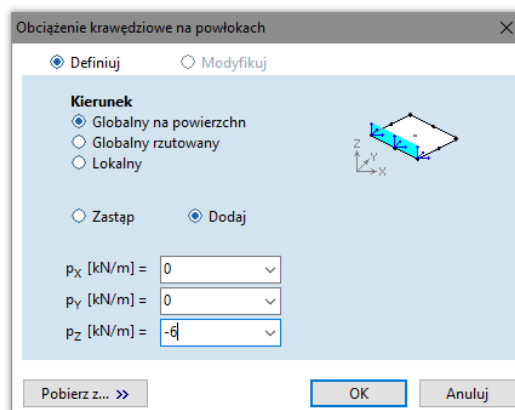 Obciążenie krawędziowe na powłokach
Definiuj Modyfikuj
Kierunek
Globalny na powierzchn
Globalny rzutowany
Lokalny
Z
Y
X
Zastąp Dodaj
pX [kN/m] = 0
pY [kN/m] = 0
pZ [kN/m] = -6
Pobierz z... >> OK Anuluj